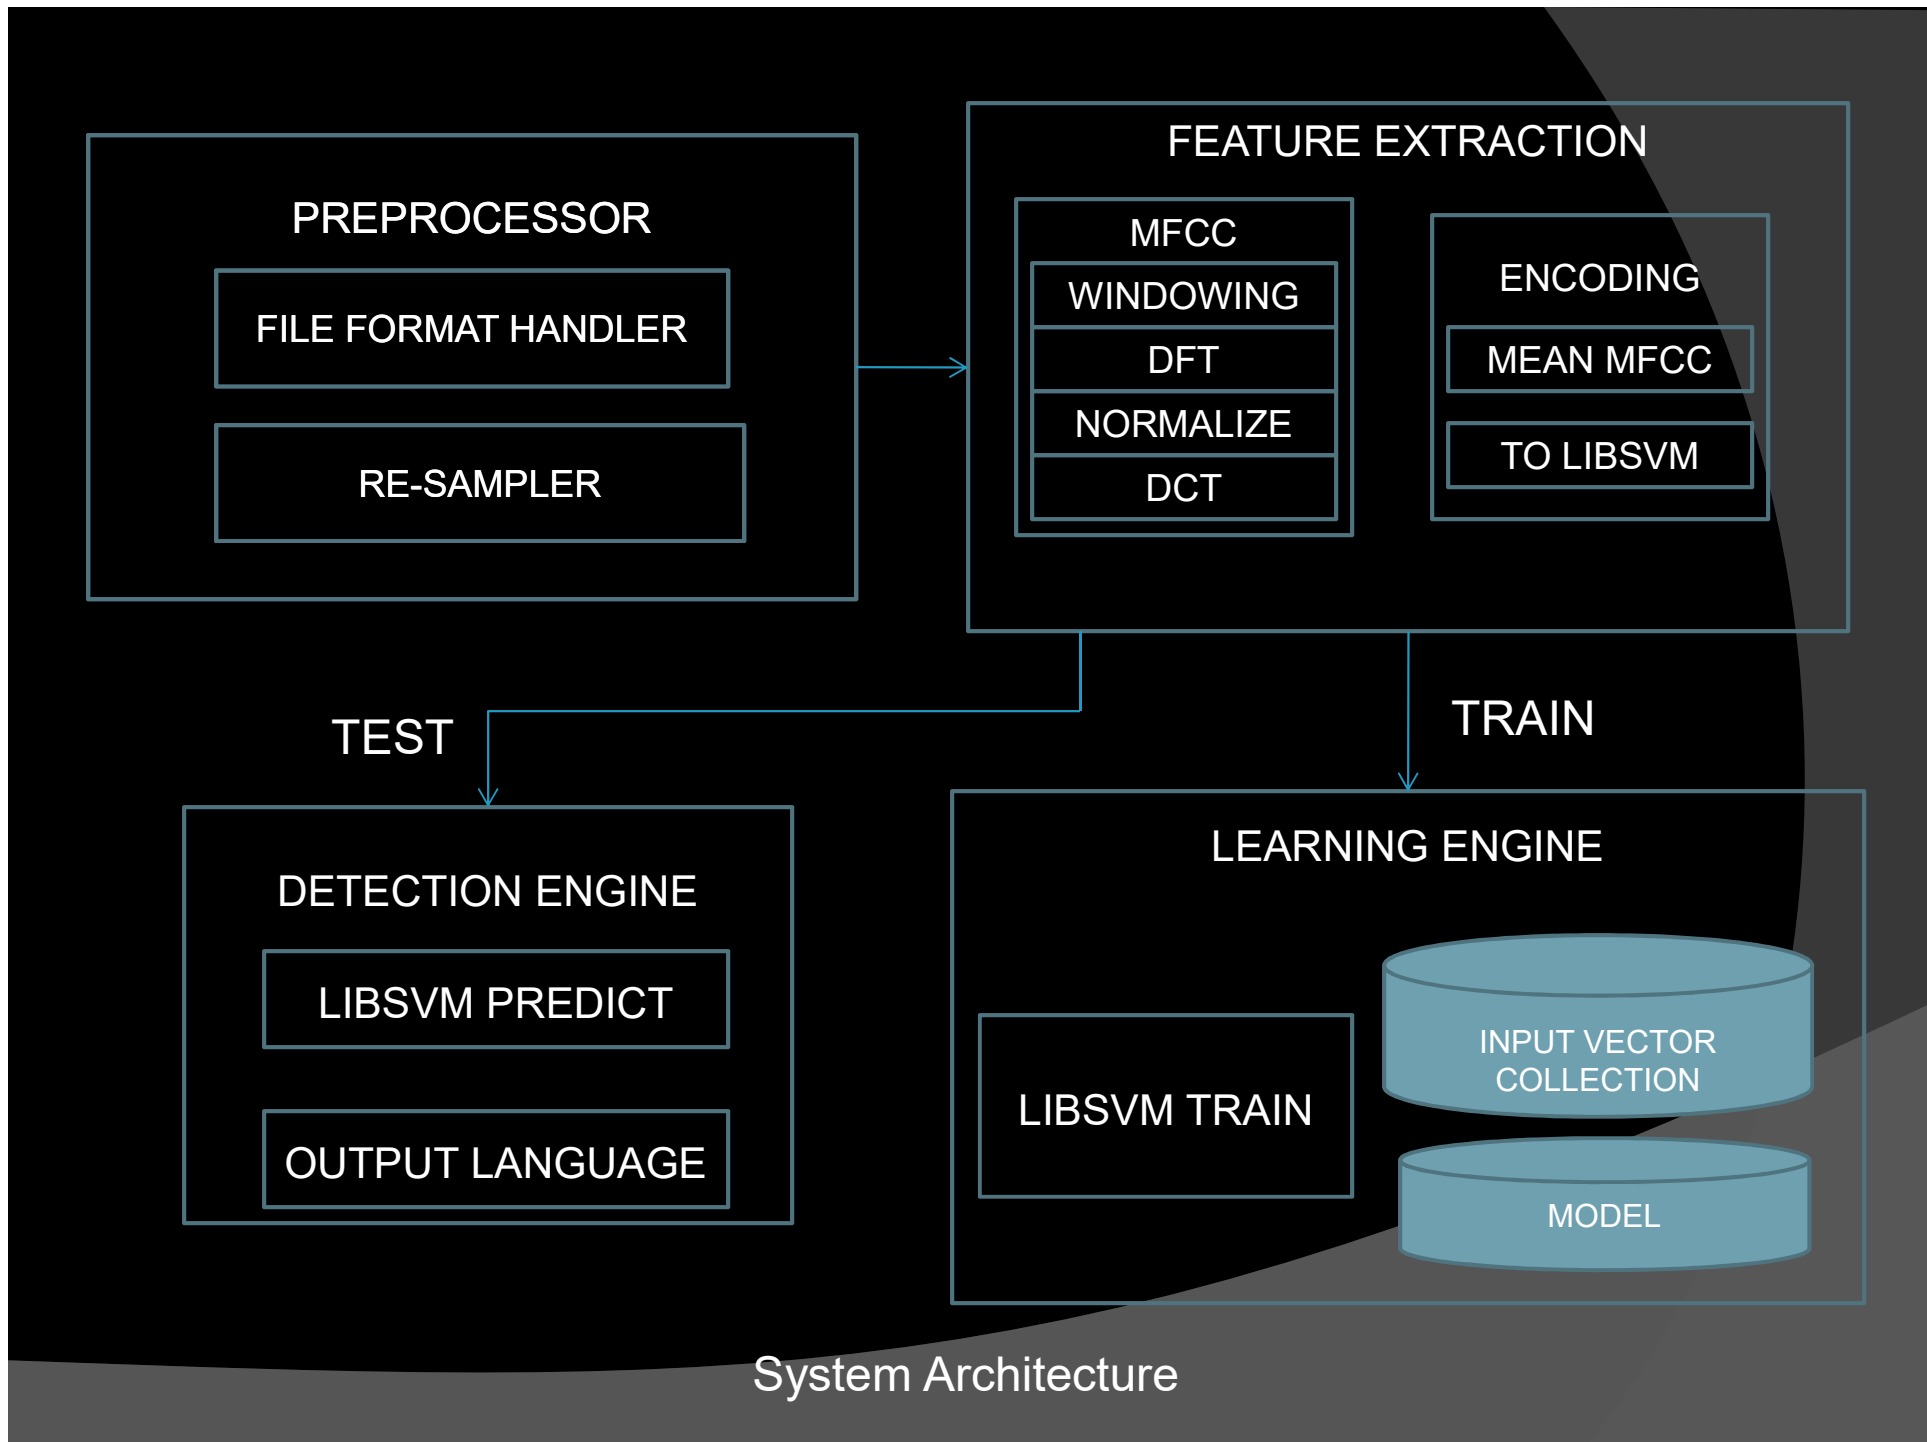 PREPROCESSOR
FILE FORMAT HANDLER
RE-SAMPLER
FEATURE EXTRACTION
MFCC
WINDOWING
DFT
NORMALIZE
DCT
ENCODING
MEAN MFCC
TO LIBSVM
TEST
TRAIN
DETECTION ENGINE
LIBSVM PREDICT
OUTPUT LANGUAGE
LEARNING ENGINE
LIBSVM TRAIN
INPUT VECTOR
COLLECTION
MODEL
System Architecture